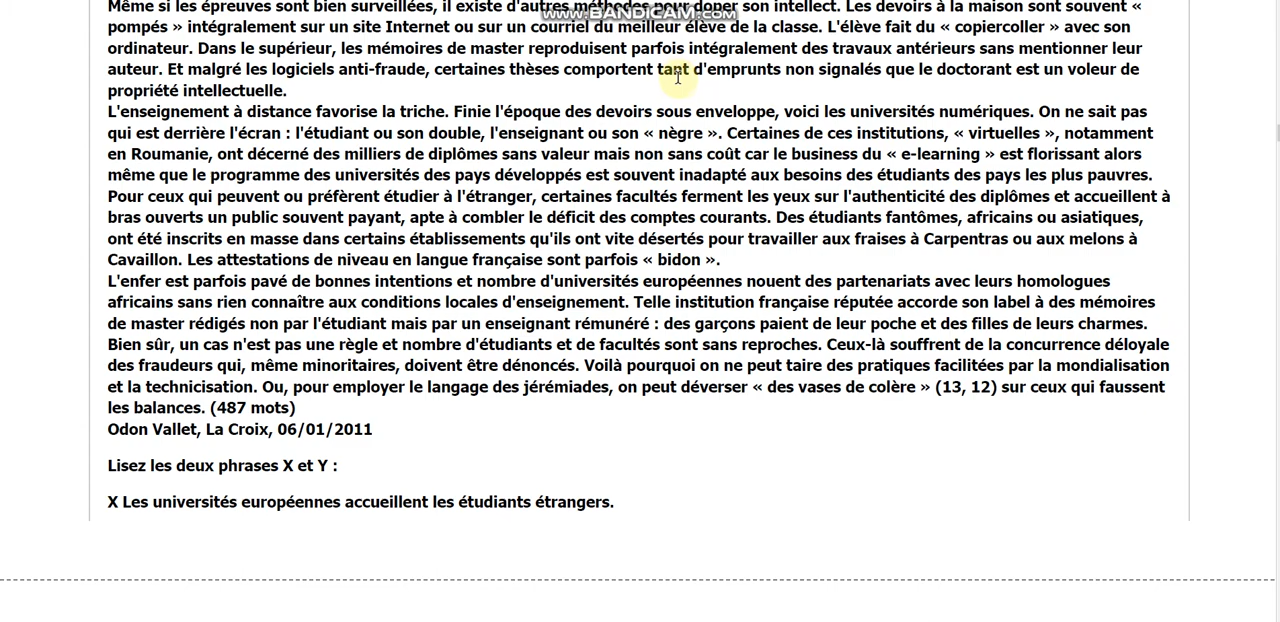 Même si les épreuves sont bien surveillées, il existe d'autres méthodes pour doper son intellect. Les devoirs à la maison sont souvent «
www.BANDICAM.com
pompés » intégralement sur un site Internet ou sur un courriel du meilleur élève de la classe. L'élève fait du « copiercoller » avec son
ordinateur. Dans le supérieur, les mémoires de master reproduisent parfois intégralement des travaux antérieurs sans mentionner leur
auteur. Et malgré les logiciels anti-fraude, certaines thèses comportent tant d'emprunts non signalés que le doctorant est un voleur de
propriété intellectuelle.
L'enseignement à distance favorise la triche. Finie l'époque des devoirs sous enveloppe, voici les universités numériques. On ne sait pas
qui est derrière l'écran : l'étudiant ou son double, l'enseignant ou son « nègre ». Certaines de ces institutions, « virtuelles », notamment
en Roumanie, ont décerné des milliers de diplômes sans valeur mais non sans coût car le business du « e-learning » est florissant alors
même que le programme des universités des pays développés est souvent inadapté aux besoins des étudiants des pays les plus pauvres.
Pour ceux qui peuvent ou préfèrent étudier à l'étranger, certaines facultés ferment les yeux sur l'authenticité des diplômes et accueillent à
bras ouverts un public souvent payant, apte à combler le déficit des comptes courants. Des étudiants fantômes, africains ou asiatiques,
ont été inscrits en masse dans certains établissements qu'ils ont vite désertés pour travailler aux fraises à Carpentras ou aux melons à
Cavaillon. Les attestations de niveau en langue française sont parfois « bidon ».
L'enfer est parfois pavé de bonnes intentions et nombre d'universités européennes nouent des partenariats avec leurs homologues
africains sans rien connaître aux conditions locales d'enseignement. Telle institution française réputée accorde son label à des mémoires
de master rédigés non par l'étudiant mais par un enseignant rémunéré : des garçons paient de leur poche et des filles de leurs charmes.
Bien sûr, un cas n'est pas une règle et nombre d'étudiants et de facultés sont sans reproches. Ceux-là souffrent de la concurrence déloyale
des fraudeurs qui, même minoritaires, doivent être dénoncés. Voilà pourquoi on ne peut taire des pratiques facilitées par la mondialisation
et la technicisation. Ou, pour employer le langage des jérémiades, on peut déverser « des vases de colère » (13, 12) sur ceux qui faussent
les balances. (487 mots)
Odon Vallet, La Croix, 06/01/2011
Lisez les deux phrases X et Y :
X Les universités européennes accueillent les étudiants étrangers.